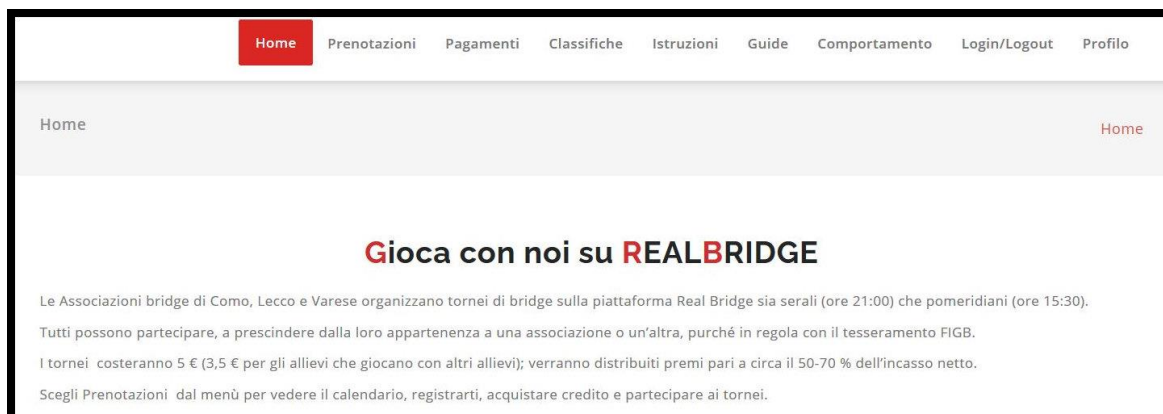 Home Prenotazioni Pagamenti Classifiche Istruzioni Guide Comportamento Login/Logout Profilo
Home Home
Gioca con noi su REALBRIDGE
Le Associazioni bridge di Como, Lecco e Varese organizzano tornei di bridge sulla piattaforma Real Bridge sia serali (ore 21:00) che pomeridiani (ore 15:30).
Tutti possono partecipare, a prescindere dalla loro appartenenza a una associazione o un'altra, purché in regola con il tesseramento FIGB.
I tornei costeranno 5 € (3,5 € per gli allievi che giocano con altri allievi); verranno distribuiti premi pari a circa il 50-70 % dell'incasso netto.
Scegli Prenotazioni dal menù per vedere il calendario, registrarti, acquistare credito e partecipare ai tornei.